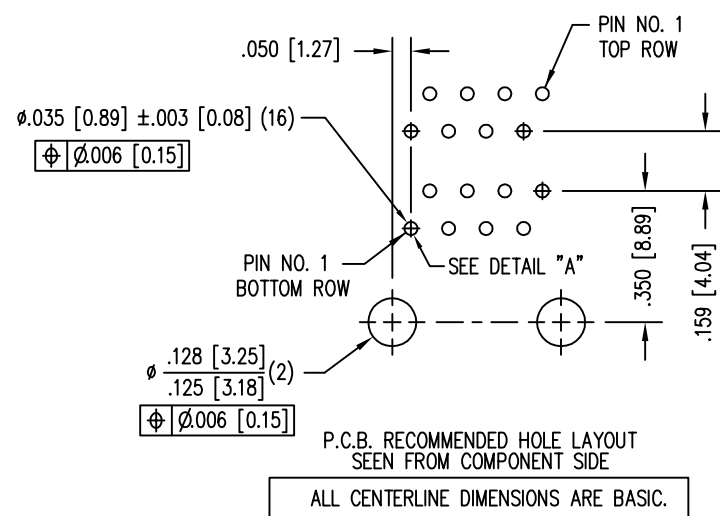 PIN NO. 1
TOP ROW
.050 [1.27]
ø.035 [0.89] ±.003 [0.08] (16)
⌖ Ø.006 [0.15]
PIN NO. 1
BOTTOM ROW
SEE DETAIL "A"
.350 [8.89]
.159 [4.04]
ø .128 [3.25]
.125 [3.18] (2)
⌖ Ø.006 [0.15]
P.C.B. RECOMMENDED HOLE LAYOUT
SEEN FROM COMPONENT SIDE
ALL CENTERLINE DIMENSIONS ARE BASIC.